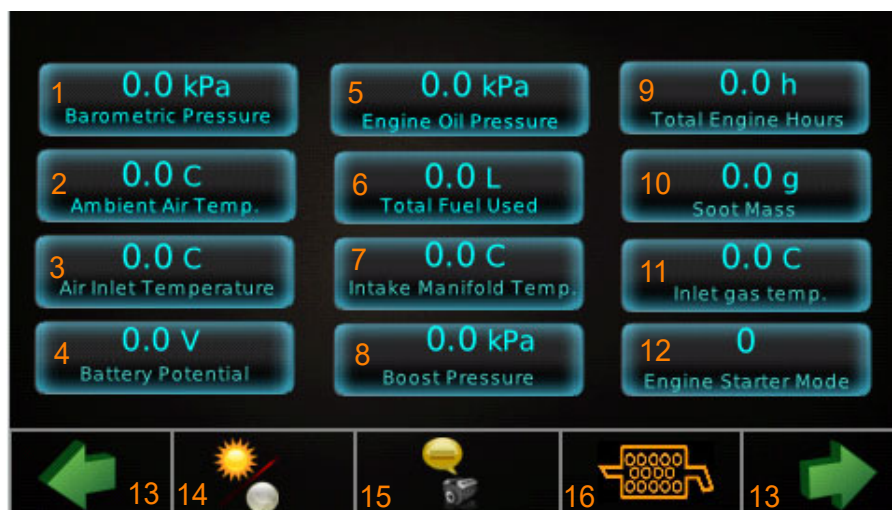 1 0.0 kPa
Barometric Pressure
5 0.0 kPa
Engine Oil Pressure
9 0.0 h
Total Engine Hours
2 0.0 C
Ambient Air Temp.
6 0.0 L
Total Fuel Used
10 0.0 g
Soot Mass
3 0.0 C
Air Inlet Temperature
7 0.0 C
Intake Manifold Temp.
11 0.0 C
Inlet gas temp.
4 0.0 V
Battery Potential
8 0.0 kPa
Boost Pressure
12 0
Engine Starter Mode
13 14 15 16 13